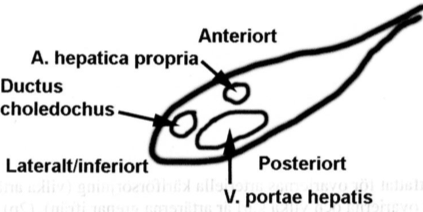 Anteriort
A. hepatica propria
Ductus
choledochus
Lateralt/inferiort
Posteriort
V. portae hepatis